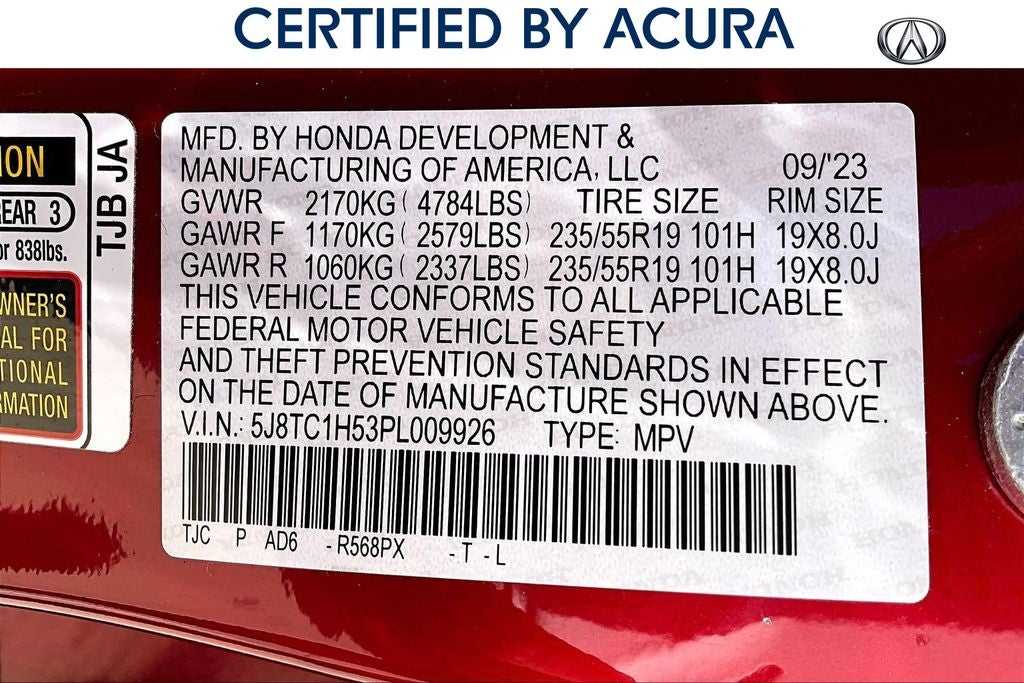 CERTIFIED BY ACURA
TJB JA
ION
REAR 3
or 838lbs.
WNER'S
AL FOR
TIONAL
RMATION
MFD. BY HONDA DEVELOPMENT &
MANUFACTURING OF AMERICA, LLC 09/'23
GVWR 2170KG ( 4784LBS) TIRE SIZE RIM SIZE
GAWR F 1170KG ( 2579LBS) 235/55R19 101H 19X8.0J
GAWR R 1060KG ( 2337LBS) 235/55R19 101H 19X8.0J
THIS VEHICLE CONFORMS TO ALL APPLICABLE
FEDERAL MOTOR VEHICLE SAFETY
AND THEFT PREVENTION STANDARDS IN EFFECT
ON THE DATE OF MANUFACTURE SHOWN ABOVE.
V.I.N.: 5J8TC1H53PL009926 TYPE: MPV
TJC P AD6 -R568PX -T -L